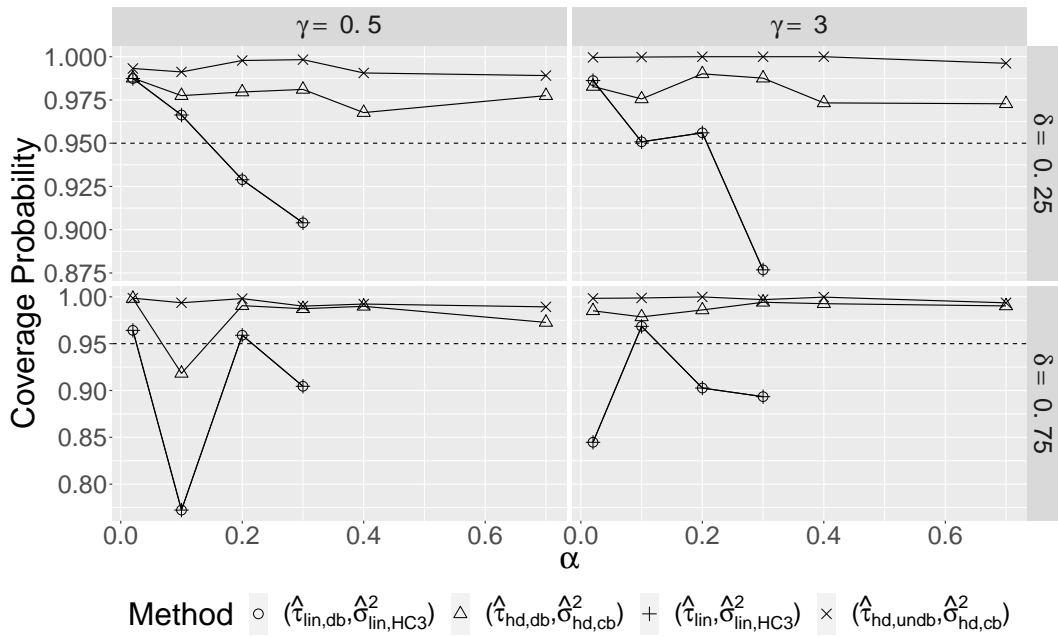 γ = 0.5
γ = 3
Coverage Probability
1.000
0.975
0.950
0.925
0.900
0.875
δ = 0.25
1.00
0.95
0.90
0.85
0.80
δ = 0.75
0.0 0.2 0.4 0.6 0.0 0.2 0.4 0.6
α
Method (τ̂lin,db,σ̂²lin,HC3) (τ̂hd,db,σ̂²hd,cb) (τ̂lin,σ̂²lin,HC3) (τ̂hd,undb,σ̂²hd,cb)